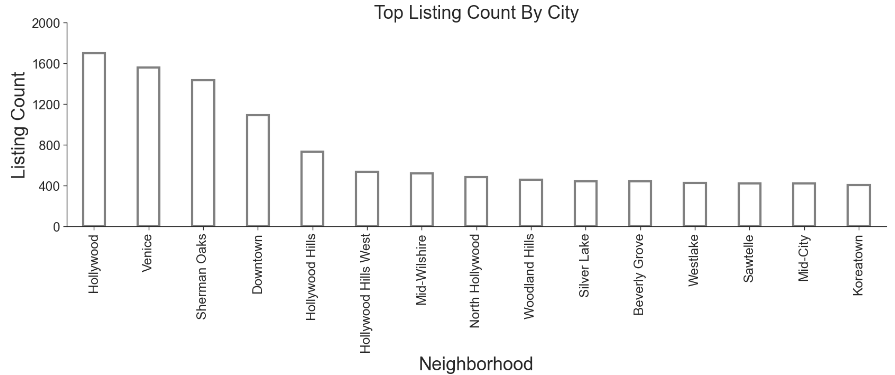 Top Listing Count By City
Listing Count
2000
1600
1200
800
400
0
Hollywood
Venice
Sherman Oaks
Downtown
Hollywood Hills
Hollywood Hills West
Mid-Wilshire
North Hollywood
Woodland Hills
Silver Lake
Beverly Grove
Westlake
Sawtelle
Mid-City
Koreatown
Neighborhood